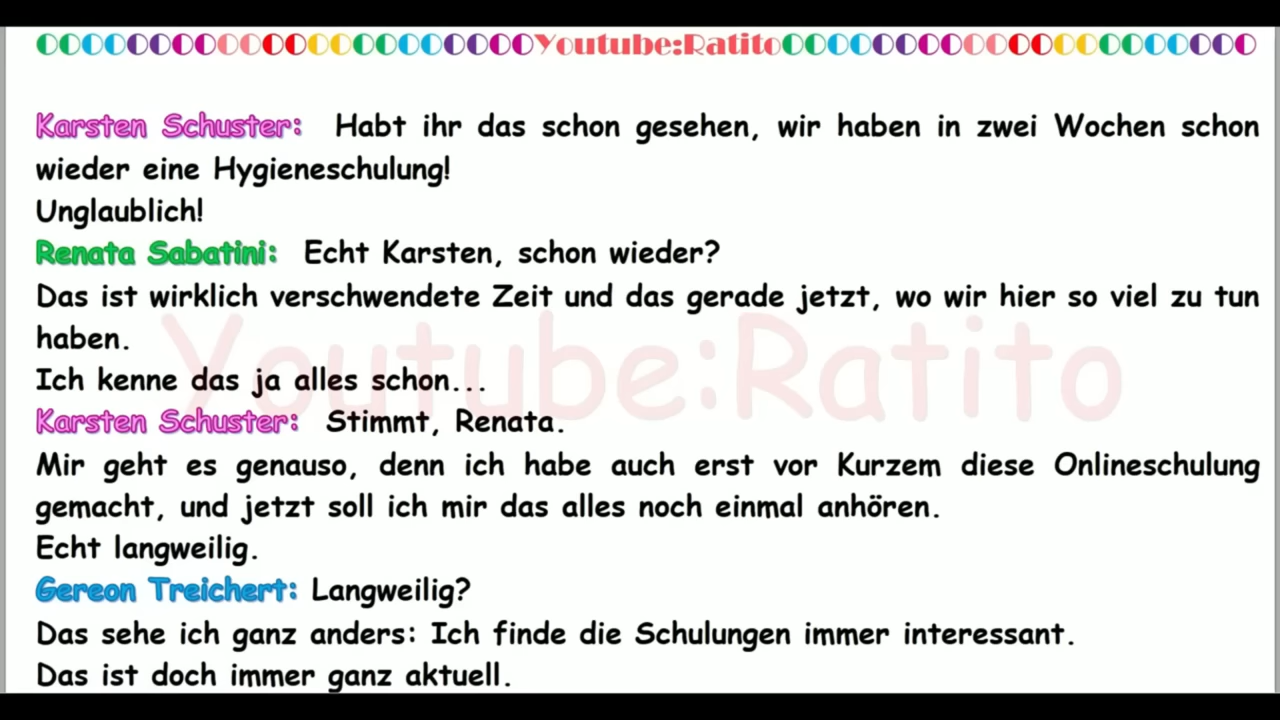 Youtube:Ratito
Karsten Schuster: Habt ihr das schon gesehen, wir haben in zwei Wochen schon
wieder eine Hygieneschulung!
Unglaublich!
Renata Sabatini: Echt Karsten, schon wieder?
Das ist wirklich verschwendete Zeit und das gerade jetzt, wo wir hier so viel zu tun
haben.
Youtube:Ratito
Ich kenne das ja alles schon...
Karsten Schuster: Stimmt, Renata.
Mir geht es genauso, denn ich habe auch erst vor Kurzem diese Onlineschulung
gemacht, und jetzt soll ich mir das alles noch einmal anhören.
Echt langweilig.
Gereon Treichert: Langweilig?
Das sehe ich ganz anders: Ich finde die Schulungen immer interessant.
Das ist doch immer ganz aktuell.